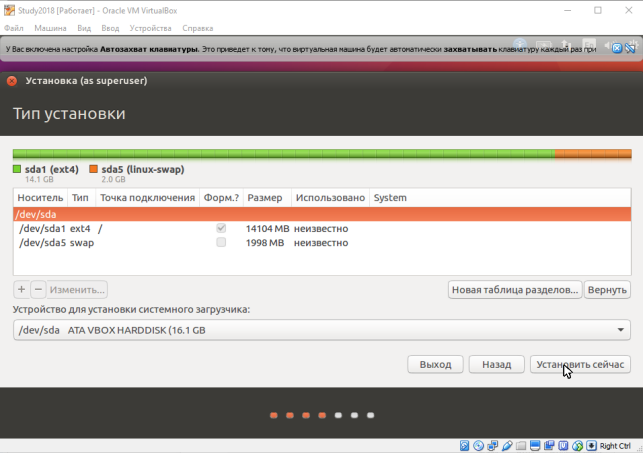 Study2018 [Работает] - Oracle VM VirtualBox
Файл Машина Вид Ввод Устройства Справка
У Вас включена настройка Автозахват клавиатуры. Это приведет к тому, что виртуальная машина будет автоматически захватывать клавиатуру каждый раз при
Установка (as superuser)
Тип установки
sda1 (ext4) sda5 (linux-swap)
14.1 GB 2.0 GB
Носитель Тип Точка подключения Форм.? Размер Использовано System
/dev/sda
/dev/sda1 ext4 / 14104 MB неизвестно
/dev/sda5 swap 1998 MB неизвестно
+ − Изменить... Новая таблица разделов... Вернуть
Устройство для установки системного загрузчика:
/dev/sda ATA VBOX HARDDISK (16.1 GB
Выход Назад Установить сейчас
Right Ctrl